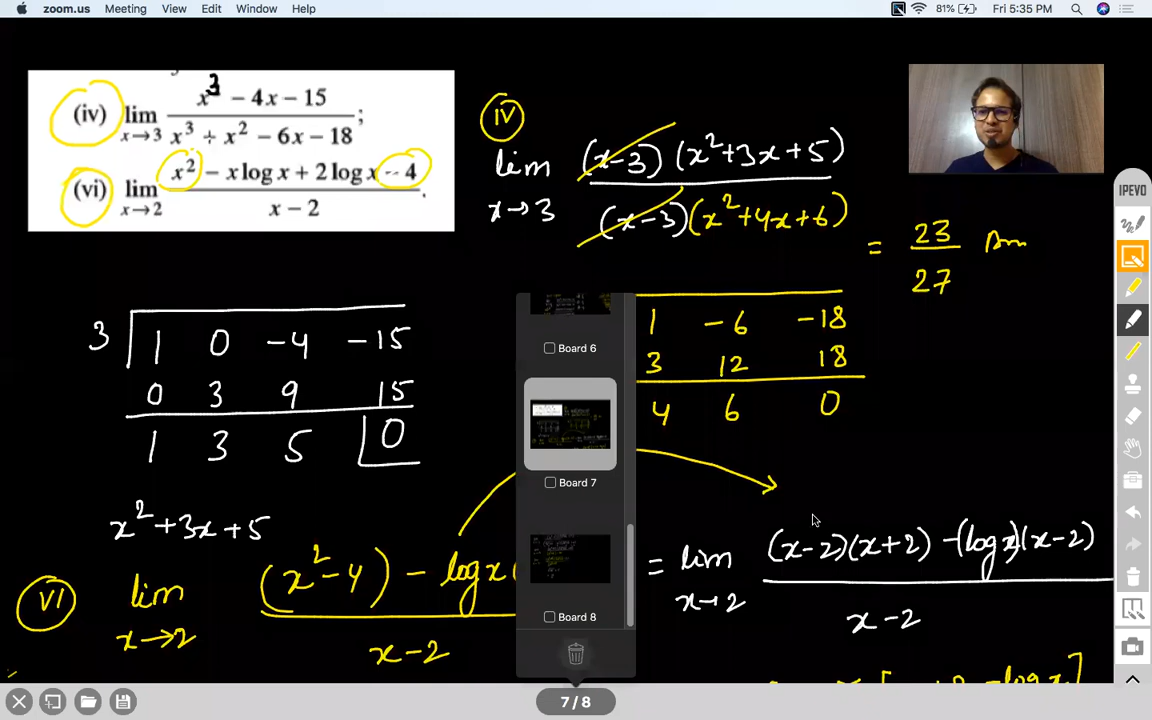 zoom.us Meeting View Edit Window Help 81% Fri 5:35 PM
(iv) lim x→3 x³ − 4x − 15 / x³ + x² − 6x − 18 ;
(vi) lim x→2 x² − x log x + 2 log x − 4 / x − 2 .
iv
lim x→3 (x−3)(x²+3x+5) / (x−3)(x²+4x+6)
= 23/27 Ans
3 1 0 −4 −15
0 3 9 15
1 3 5 0
x²+3x+5
1 −6 −18
3 12 18
4 6 0
VI lim x→2 (x²−4) − log x ( / x−2
= lim x→2 (x−2)(x+2) − (log x)(x−2) / x−2
− log x]
Board 6
Board 7
Board 8
7 / 8
IPEVO